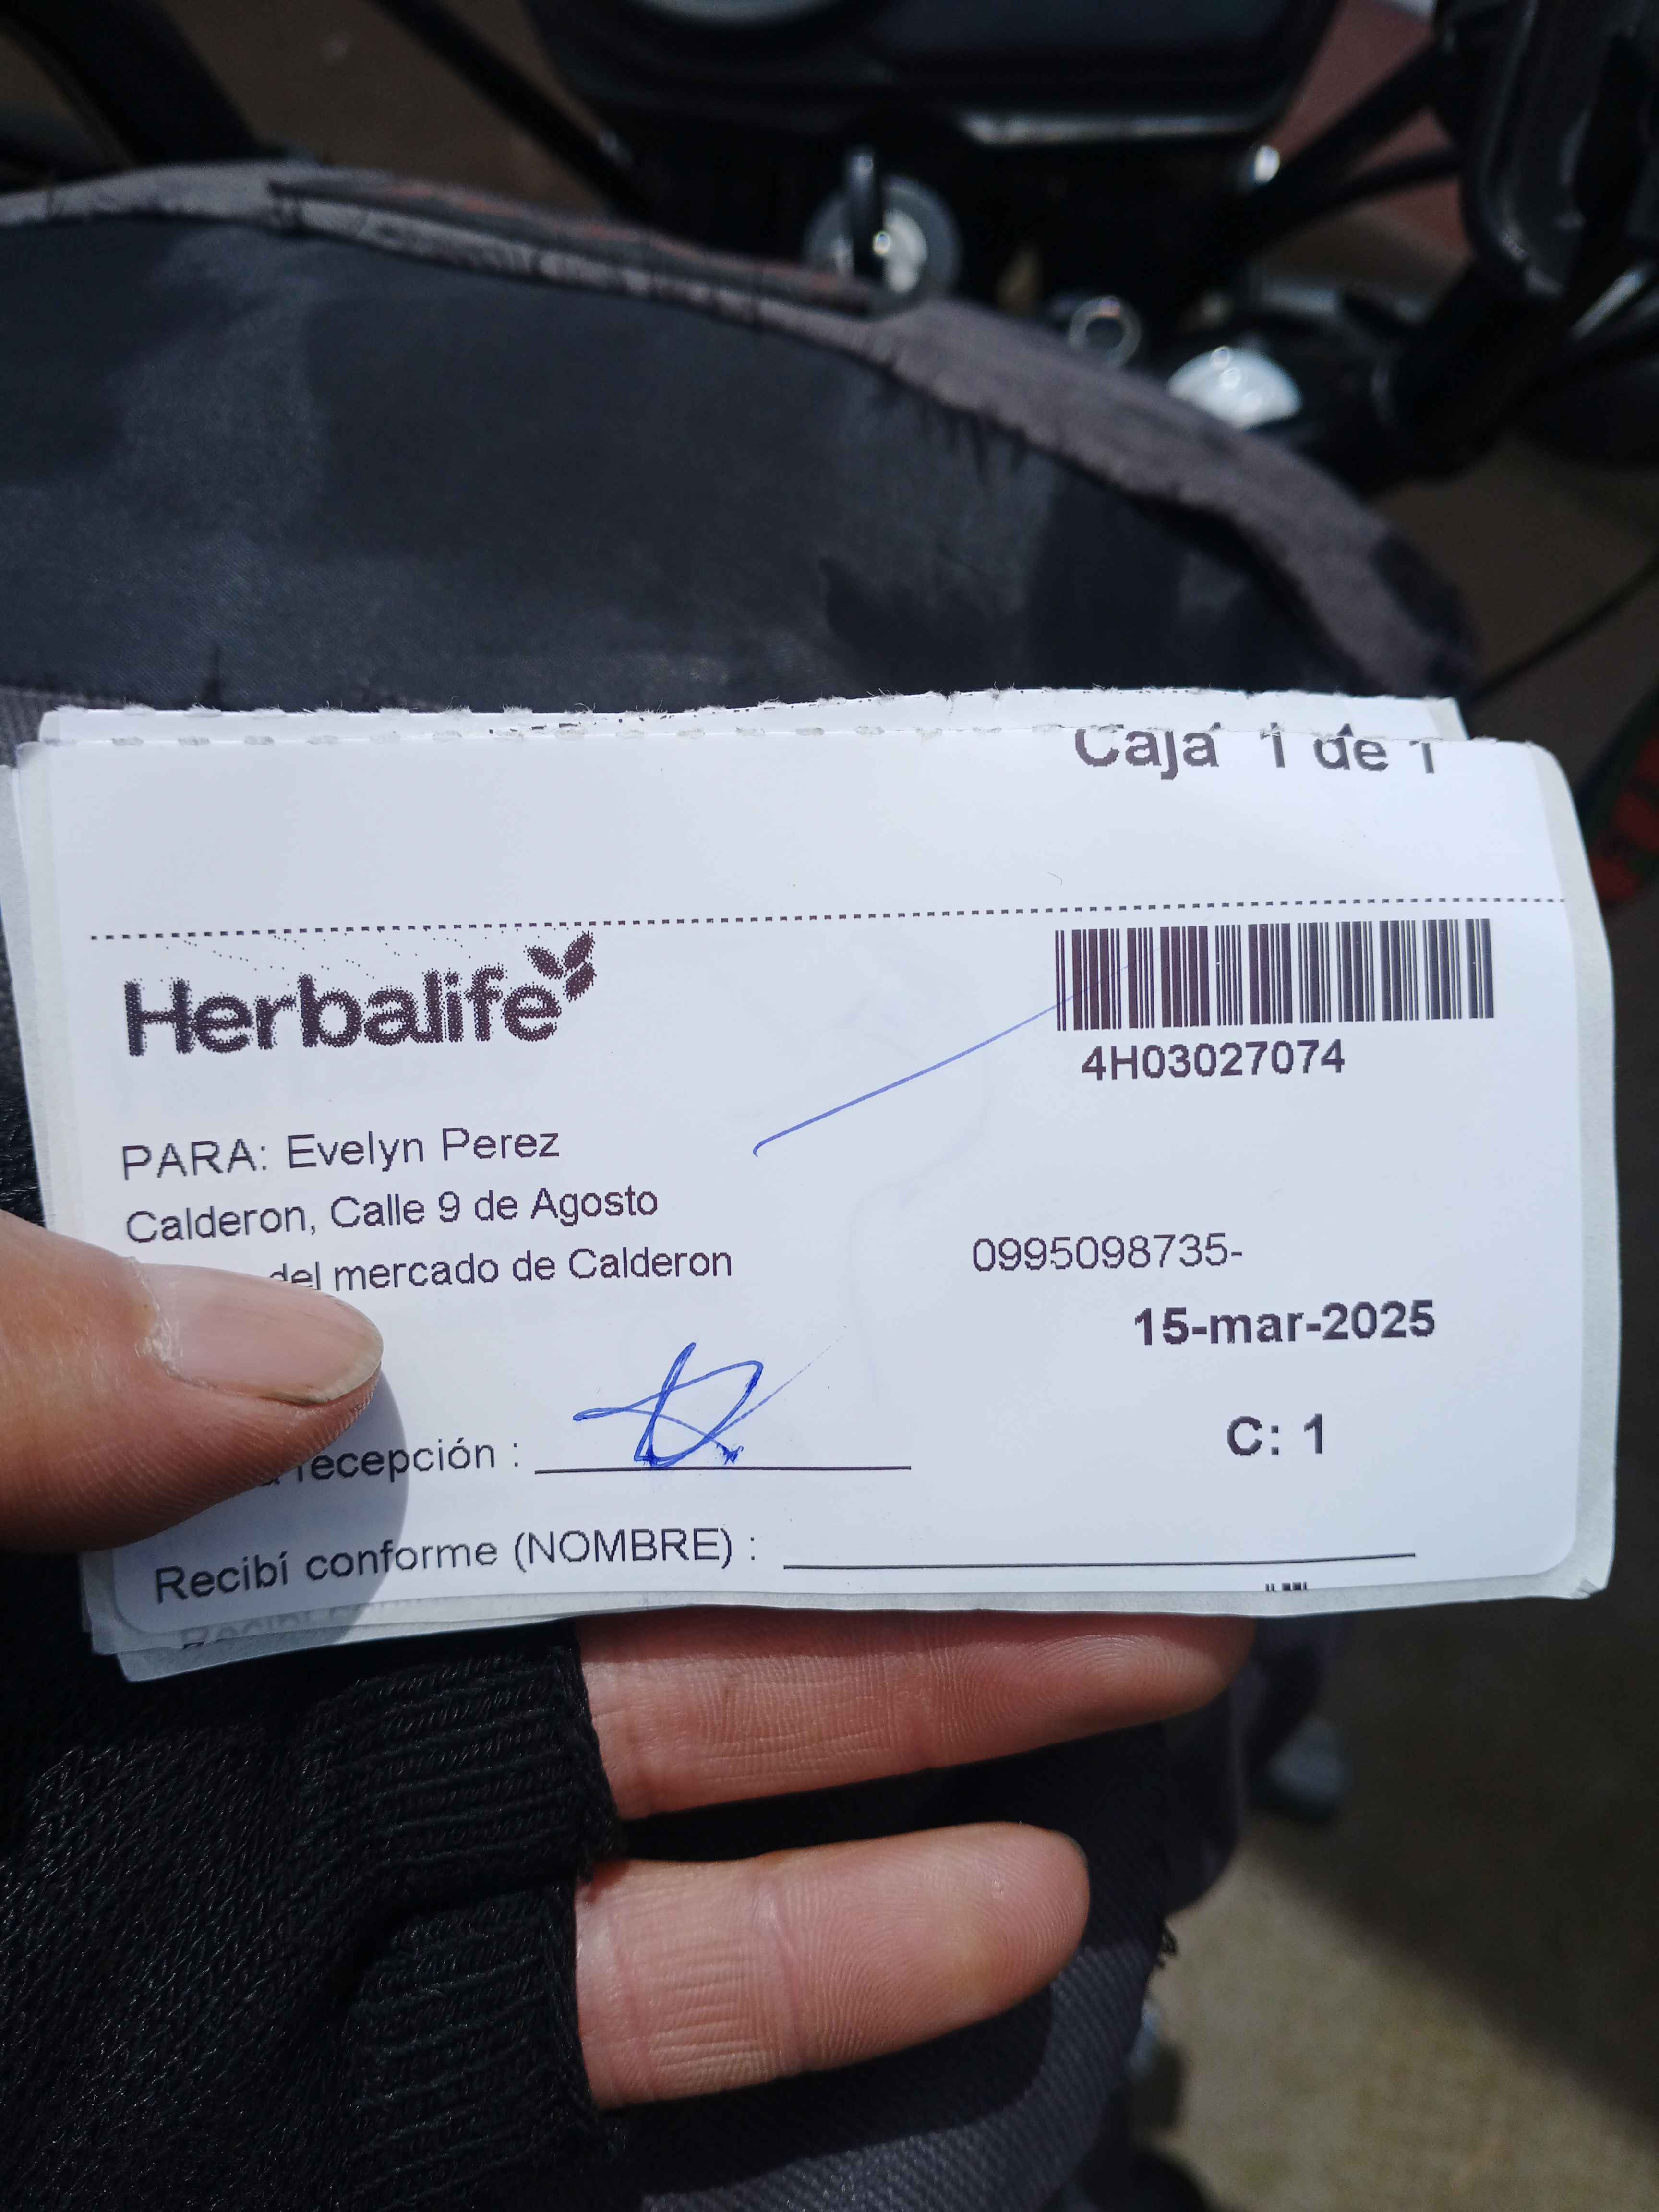 Caja 1 de 1
Herbalife
4H03027074
PARA: Evelyn Perez
Calderon, Calle 9 de Agosto
del mercado de Calderon
0995098735-
15-mar-2025
recepción :
C: 1
Recibí conforme (NOMBRE) :